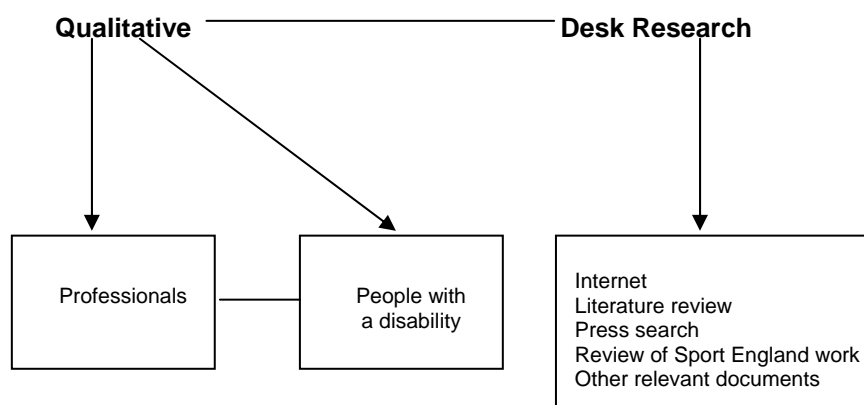 Qualitative
Desk Research
Professionals
People with
a disability
Internet
Literature review
Press search
Review of Sport England work
Other relevant documents